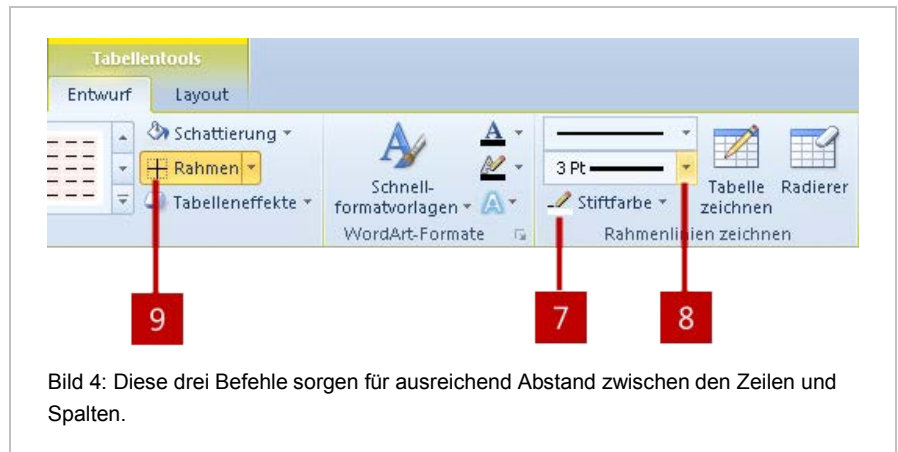 Tabellentools
Entwurf Layout
Schattierung
Rahmen
Tabelleneffekte
Schnell-
formatvorlagen
A
A
A
WordArt-Formate
3 Pt
Stiftfarbe
Tabelle
zeichnen
Radierer
Rahmenlinien zeichnen
9
7
8
Bild 4: Diese drei Befehle sorgen für ausreichend Abstand zwischen den Zeilen und
Spalten.